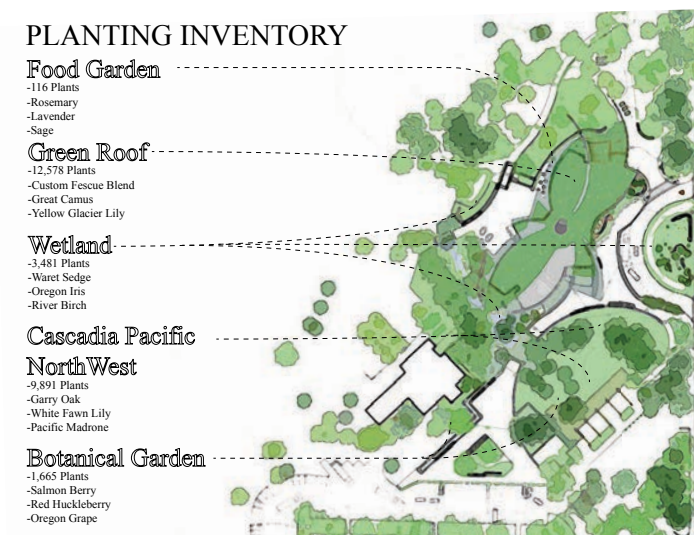 PLANTING INVENTORY
Food Garden
-116 Plants
-Rosemary
-Lavender
-Sage
Green Roof
-12,578 Plants
-Custom Fescue Blend
-Great Camus
-Yellow Glacier Lily
Wetland
-3,481 Plants
-Waret Sedge
-Oregon Iris
-River Birch
Cascadia Pacific
NorthWest
-9,891 Plants
-Garry Oak
-White Fawn Lily
-Pacific Madrone
Botanical Garden
-1,665 Plants
-Salmon Berry
-Red Huckleberry
-Oregon Grape